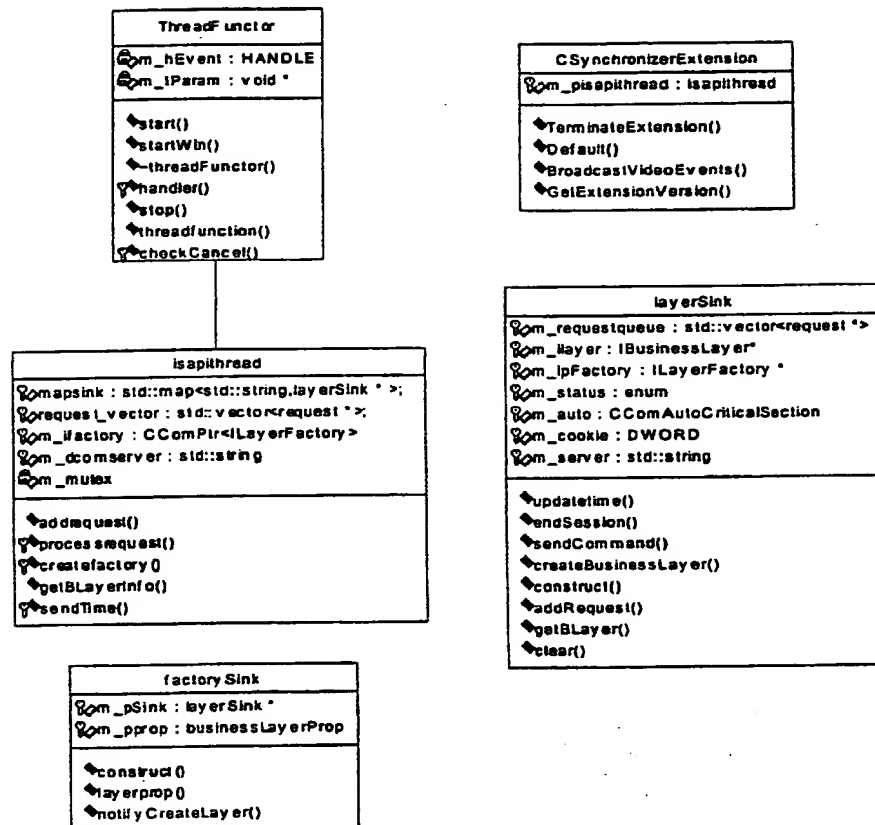 ThreadFunctor
m_hEvent : HANDLE
m_lParam : void *
start()
startWin()
~threadFunctor()
handler()
stop()
threadfunction()
checkCancel()
CSynchronizerExtension
m_pisapithread : isapithread
TerminateExtension()
Default()
BroadcastVideoEvents()
GetExtensionVersion()
isapithread
mapsink : std::map<std::string,layerSink * >;
request_vector : std::vector<request * >;
m_ifactory : CComPtr<ILayerFactory>
m_dcomserver : std::string
m_mutex
addrequest()
processrequest()
createfactory()
getBLayerInfo()
sendTime()
layerSink
m_requestqueue : std::vector<request *>
m_ilayer : IBusinessLayer*
m_lpFactory : ILayerFactory *
m_status : enum
m_auto : CComAutoCriticalSection
m_cookie : DWORD
m_server : std::string
updatetime()
endSession()
sendCommand()
createBusinessLayer()
construct()
addRequest()
getBLayer()
clear()
factorySink
m_pSink : layerSink *
m_pprop : businessLayerProp
construct()
layerprop()
notifyCreateLayer()